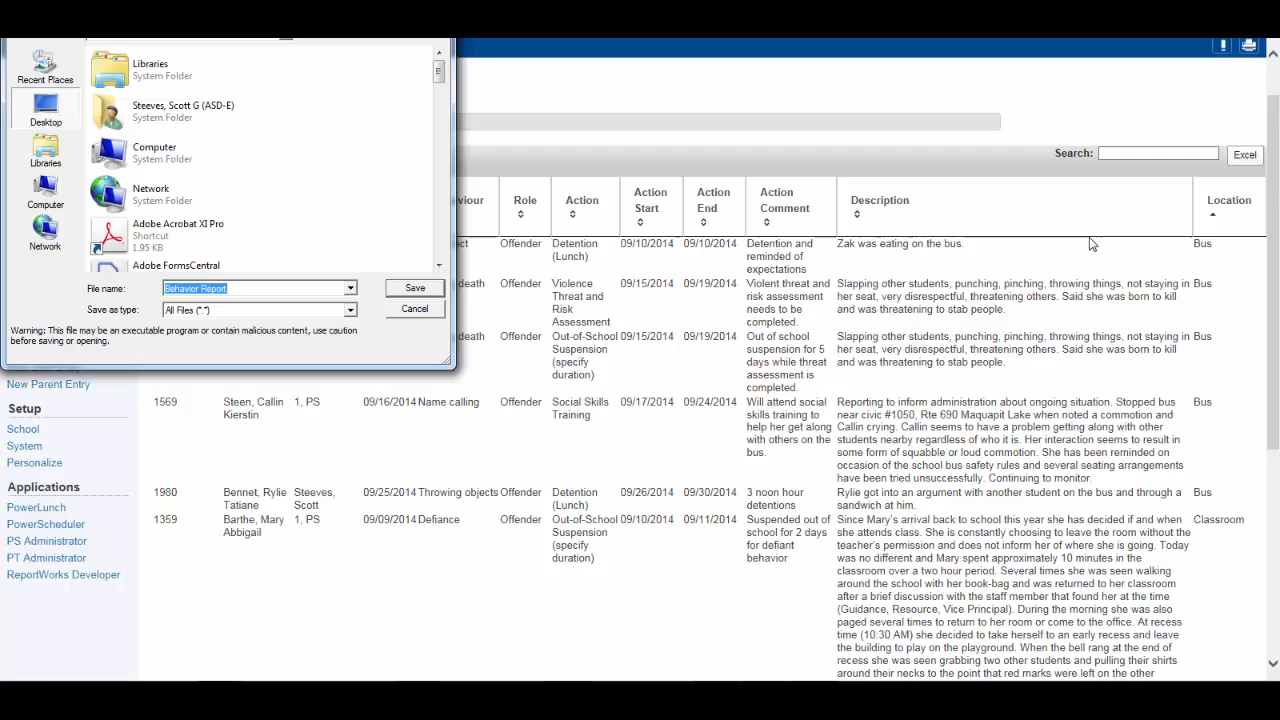 Recent Places
Desktop
Libraries
Computer
Network
Libraries
System Folder
Steeves, Scott G (ASD-E)
System Folder
Computer
System Folder
Network
System Folder
Adobe Acrobat XI Pro
Shortcut
1.95 KB
Adobe FormsCentral
File name: Behavior Report Save
Save as type: All Files (*.*) Cancel
Warning: This file may be an executable program or contain malicious content, use caution
before saving or opening.
New Parent Entry
Setup
School
System
Personalize
Applications
PowerLunch
PowerScheduler
PS Administrator
PT Administrator
ReportWorks Developer
Search: Excel
viour Role Action Action Start Action End Action Comment Description Location
Offender Detention 09/10/2014 09/10/2014 Detention and Zak was eating on the bus. Bus
(Lunch) reminded of
expectations
death Offender Violence 09/15/2014 09/19/2014 Violent threat and Slapping other students, punching, pinching, throwing things, not staying in Bus
Threat and risk assessment her seat, very disrespectful, threatening others. Said she was born to kill
Risk needs to be and was threatening to stab people.
Assessment completed.
death Offender Out-of-School 09/15/2014 09/19/2014 Out of school Slapping other students, punching, pinching, throwing things, not staying in Bus
Suspension suspension for 5 her seat, very disrespectful, threatening others. Said she was born to kill
(specify days while threat and was threatening to stab people.
duration) assessment is
completed.
1569 Steen, Callin 1, PS 09/16/2014 Name calling Offender Social Skills 09/17/2014 09/24/2014 Will attend social Reporting to inform administration about ongoing situation. Stopped bus Bus
Kierstin Training skills training to near civic #1050, Rte 690 Maquapit Lake when noted a commotion and
help her get along Callin crying. Callin seems to have a problem getting along with other
with others on the students nearby regardless of who it is. Her interaction seems to result in
bus. some form of squabble or loud commotion. She has been reminded on
occasion of the school bus safety rules and several seating arrangements
have been tried unsuccessfully. Continuing to monitor.
1980 Bennet, Rylie Steeves, 09/25/2014 Throwing objects Offender Detention 09/26/2014 09/30/2014 3 noon hour Rylie got into an argument with another student on the bus and through a Bus
Tatiane Scott (Lunch) detentions sandwich at him.
1359 Barthe, Mary 1, PS 09/09/2014 Defiance Offender Out-of-School 09/10/2014 09/11/2014 Suspended out of Since Mary's arrival back to school this year she has decided if and when Classroom
Abbigail Suspension school for 2 days she attends class. She is constantly choosing to leave the room without the
(specify for defiant teacher's permission and does not inform her of where she is going. Today
duration) behavior was no different and Mary spent approximately 10 minutes in the
classroom over a two hour period. Several times she was seen walking
around the school with her book-bag and was returned to her classroom
after a brief discussion with the staff member that found her at the time
(Guidance, Resource, Vice Principal). During the morning she was also
paged several times to return to her room or come to the office. At recess
time (10:30 AM) she decided to take herself to an early recess and leave
the building to play on the playground. When the bell rang at the end of
recess she was seen grabbing two other students and pulling their shirts
around their necks to the point that red marks were left on the other